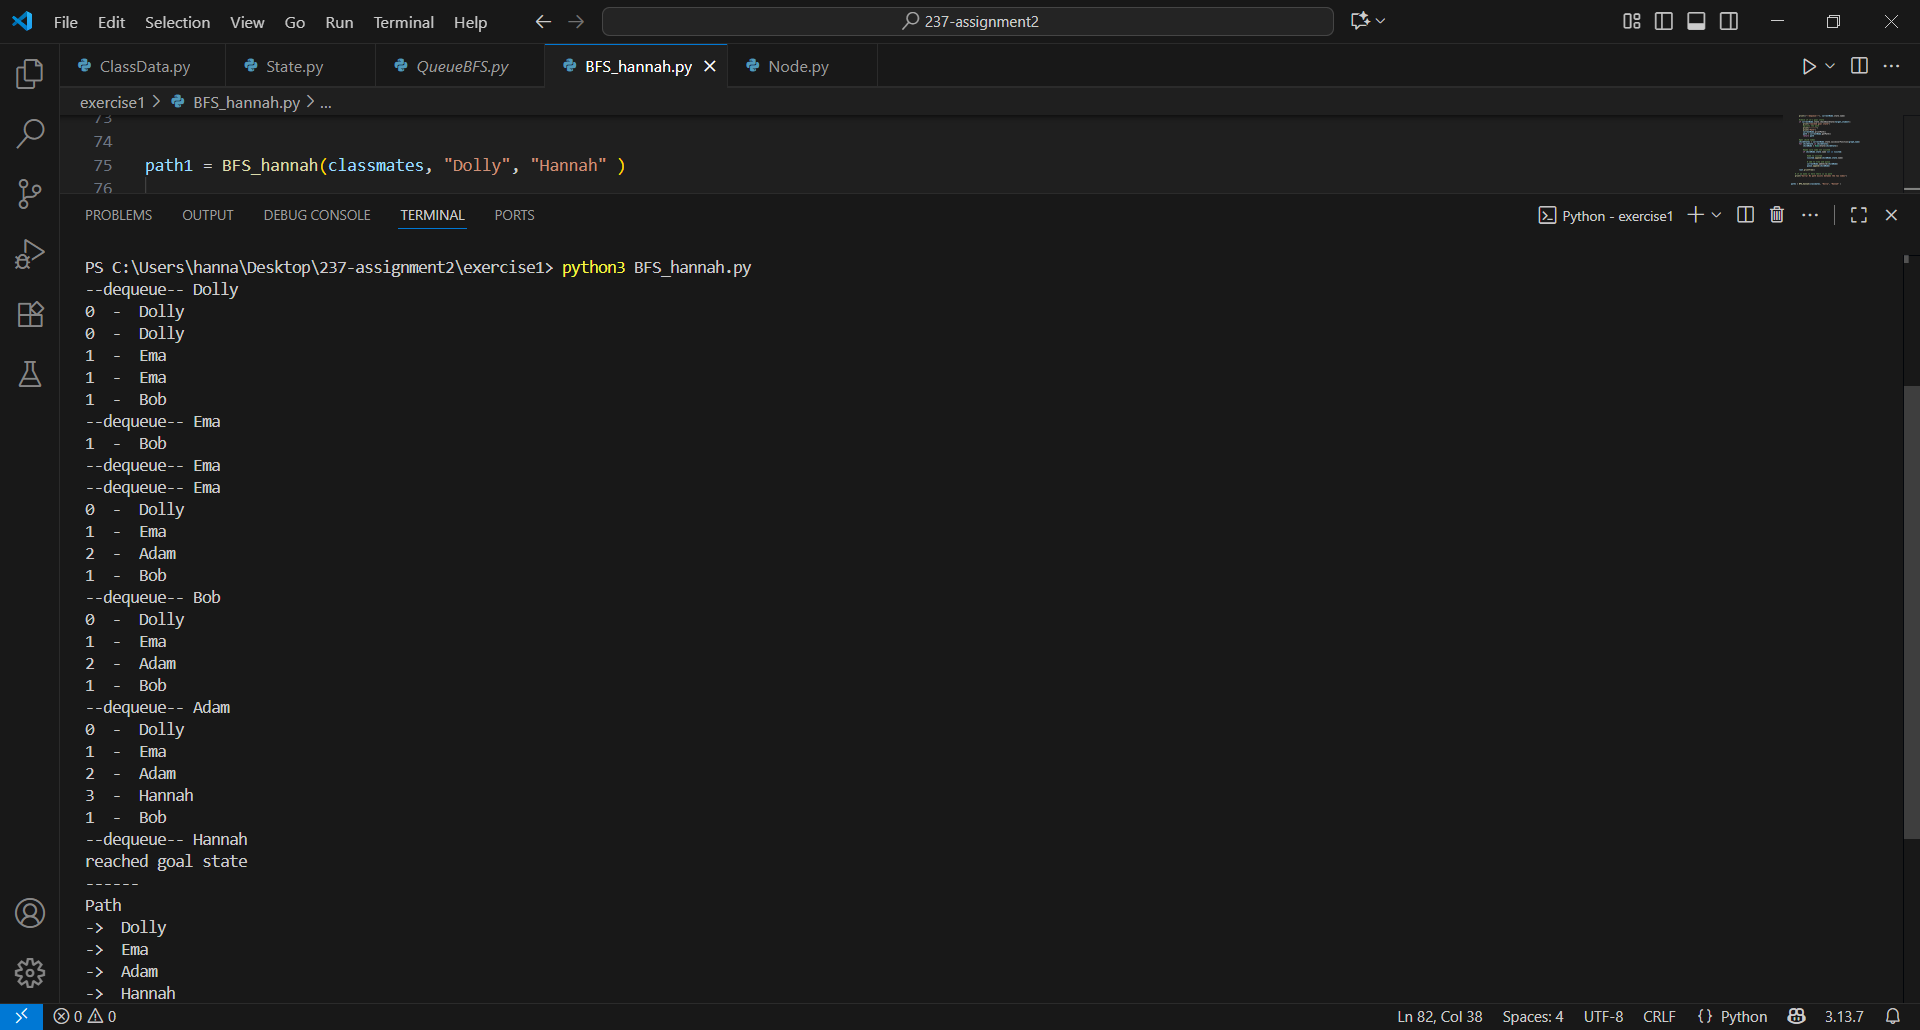 File Edit Selection View Go Run Terminal Help 237-assignment2
ClassData.py State.py QueueBFS.py BFS_hannah.py Node.py
exercise1 > BFS_hannah.py > ...
73
74
75 path1 = BFS_hannah(classmates, "Dolly", "Hannah" )
76
PROBLEMS OUTPUT DEBUG CONSOLE TERMINAL PORTS Python - exercise1
PS C:\Users\hanna\Desktop\237-assignment2\exercise1> python3 BFS_hannah.py
--dequeue-- Dolly
0 - Dolly
0 - Dolly
1 - Ema
1 - Ema
1 - Bob
--dequeue-- Ema
1 - Bob
--dequeue-- Ema
--dequeue-- Ema
0 - Dolly
1 - Ema
2 - Adam
1 - Bob
--dequeue-- Bob
0 - Dolly
1 - Ema
2 - Adam
1 - Bob
--dequeue-- Adam
0 - Dolly
1 - Ema
2 - Adam
3 - Hannah
1 - Bob
--dequeue-- Hannah
reached goal state
------
Path
-> Dolly
-> Ema
-> Adam
-> Hannah
0 0 Ln 82, Col 38 Spaces: 4 UTF-8 CRLF {} Python 3.13.7